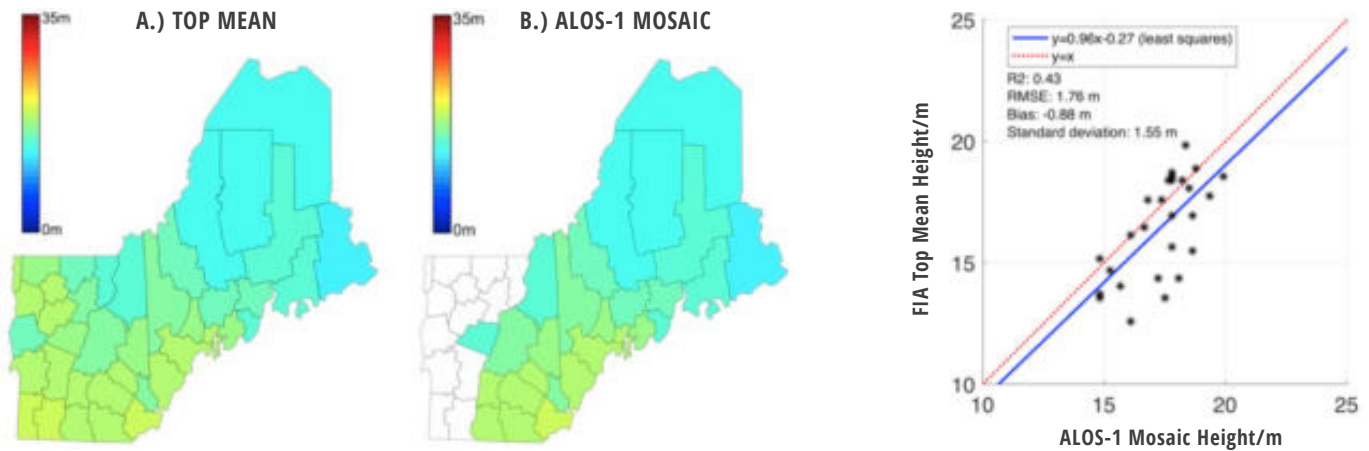 35m
A.) TOP MEAN
0m
35m
B.) ALOS-1 MOSAIC
0m
25
20
15
10
FIA Top Mean Height/m
y=0.96x-0.27 (least squares)
y=x
R2: 0.43
RMSE: 1.76 m
Bias: -0.88 m
Standard deviation: 1.55 m
10 15 20 25
ALOS-1 Mosaic Height/m